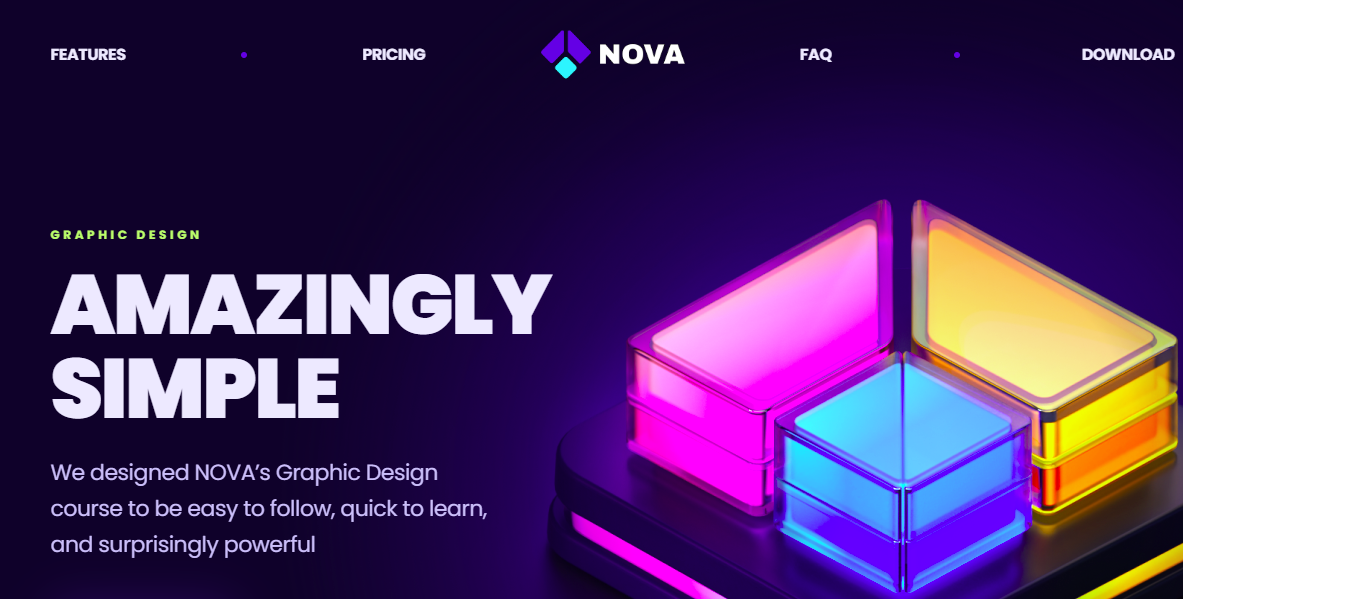 FEATURES
PRICING
NOVA
FAQ
DOWNLOAD
GRAPHIC DESIGN
AMAZINGLY
SIMPLE
We designed NOVA’s Graphic Design
course to be easy to follow, quick to learn,
and surprisingly powerful